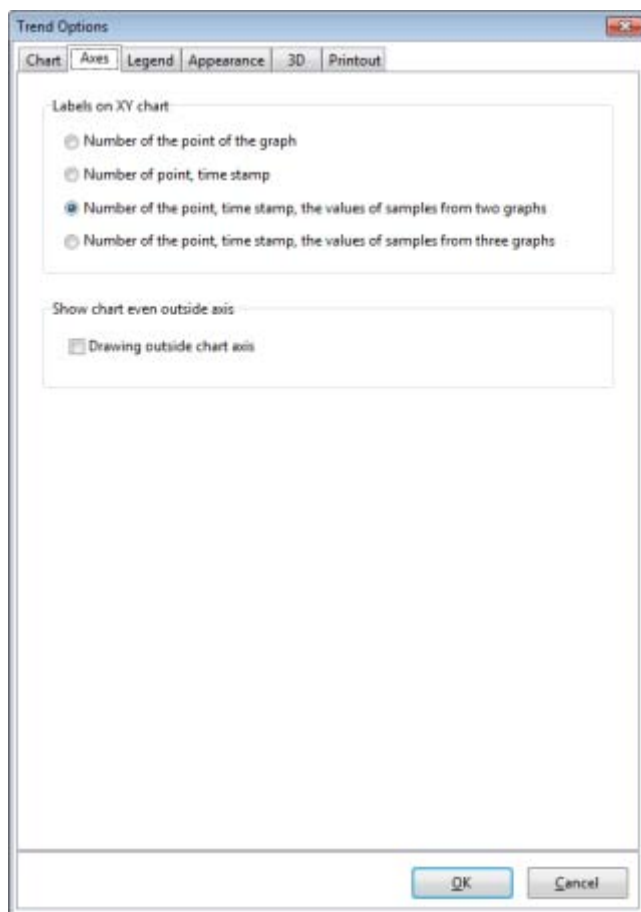 Trend Options
Chart Axes Legend Appearance 3D Printout
Labels on XY chart
Number of the point of the graph
Number of point, time stamp
Number of the point, time stamp, the values of samples from two graphs
Number of the point, time stamp, the values of samples from three graphs
Show chart even outside axis
Drawing outside chart axis
OK Cancel